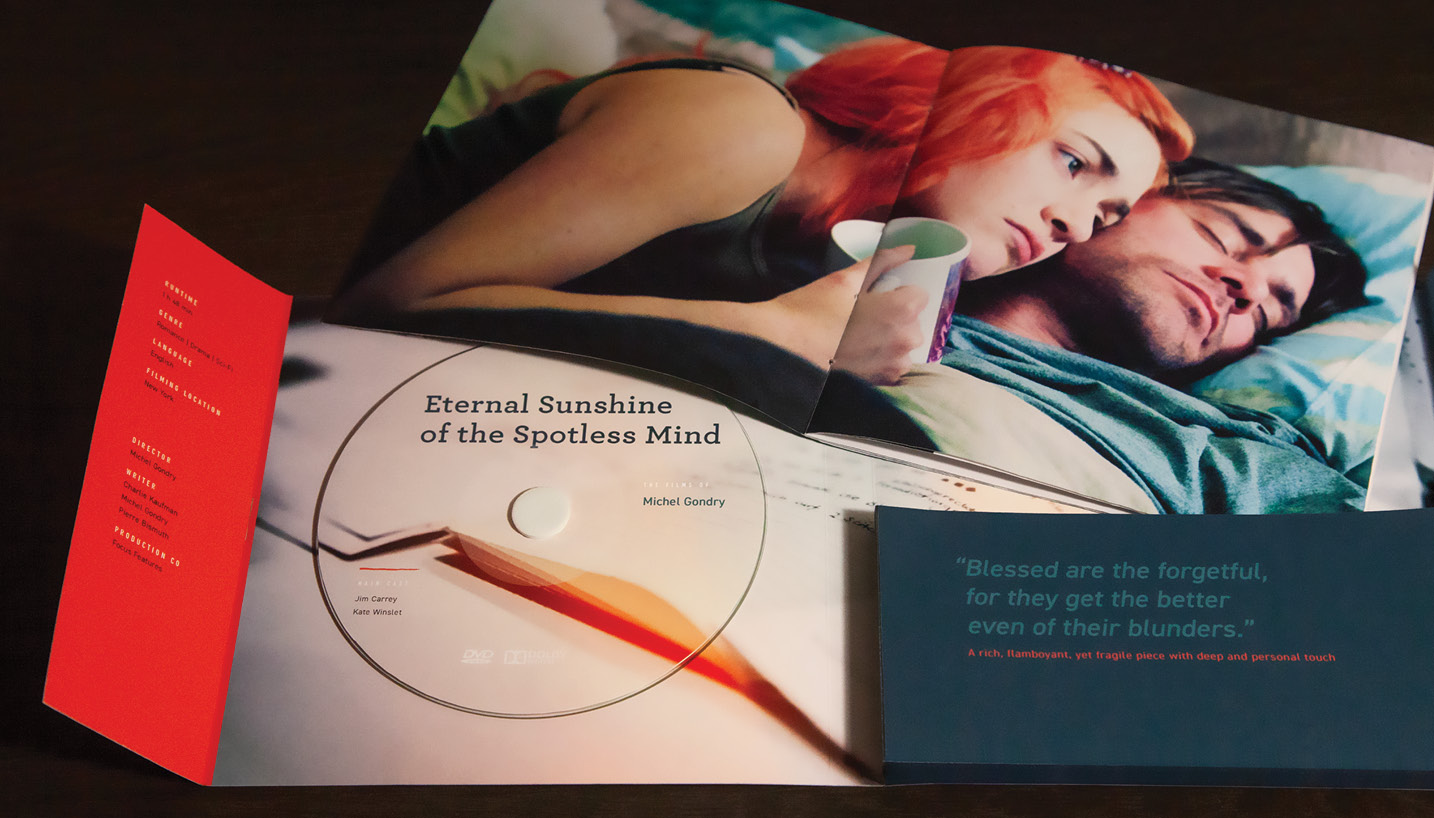 RUNTIME
1 h 48 min
GENRE
Romance | Drama | Sci-Fi
LANGUAGE
English
FILMING LOCATION
New York
DIRECTOR
Michel Gondry
WRITER
Charlie Kaufman
Michel Gondry
Pierre Bismuth
PRODUCTION CO
Focus Features
Eternal Sunshine
of the Spotless Mind
THE FILMS OF
Michel Gondry
MAIN CAST
Jim Carrey
Kate Winslet
DVD
DOLBY
“Blessed are the forgetful,
for they get the better
even of their blunders.”
A rich, flamboyant, yet fragile piece with deep and personal touch